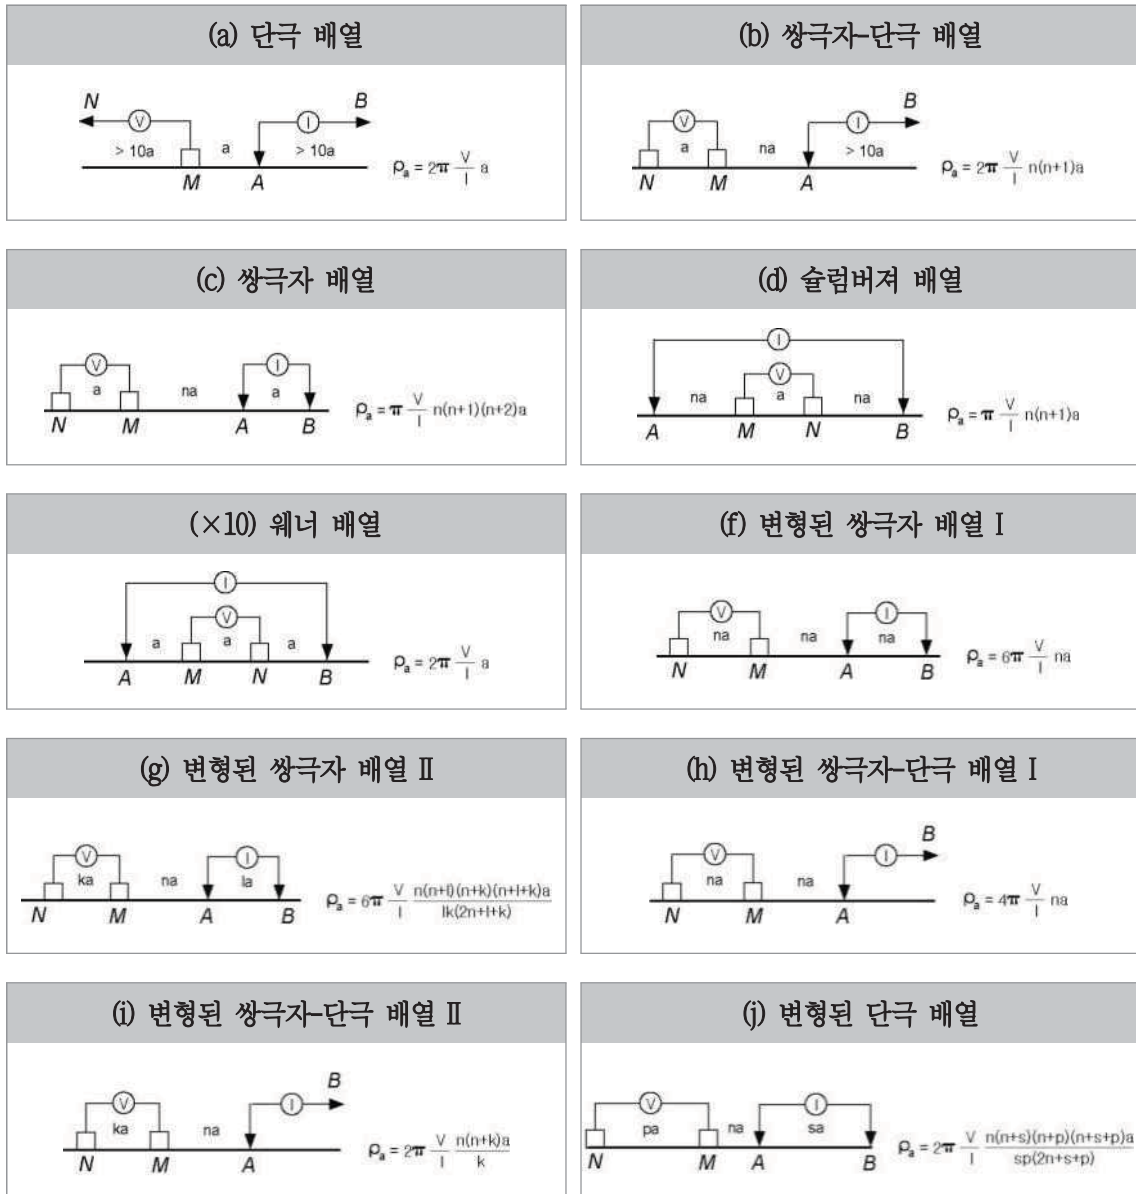 (a) 단극 배열
(b) 쌍극자-단극 배열
N V I B
> 10a a > 10a
M A
ρa = 2π V/I a
V I B
a na > 10a
N M A
ρa = 2π V/I n(n+1)a
(c) 쌍극자 배열
(d) 슐럼버져 배열
V I
a na a
N M A B
ρa = π V/I n(n+1)(n+2)a
I
V
na a na
A M N B
ρa = π V/I n(n+1)a
(×10) 웨너 배열
(f) 변형된 쌍극자 배열 Ⅰ
I
V
a a a
A M N B
ρa = 2π V/I a
V I
na na na
N M A B
ρa = 6π V/I na
(g) 변형된 쌍극자 배열 Ⅱ
(h) 변형된 쌍극자-단극 배열 Ⅰ
V I
ka na la
N M A B
ρa = 6π V/I n(n+l)(n+k)(n+l+k)a/lk(2n+l+k)
B
V I
na na
N M A
ρa = 4π V/I na
(i) 변형된 쌍극자-단극 배열 Ⅱ
(j) 변형된 단극 배열
B
V I
ka na
N M A
ρa = 2π V/I n(n+k)a/k
V I
pa na sa
N M A B
ρa = 2π V/I n(n+s)(n+p)(n+s+p)a/sp(2n+s+p)